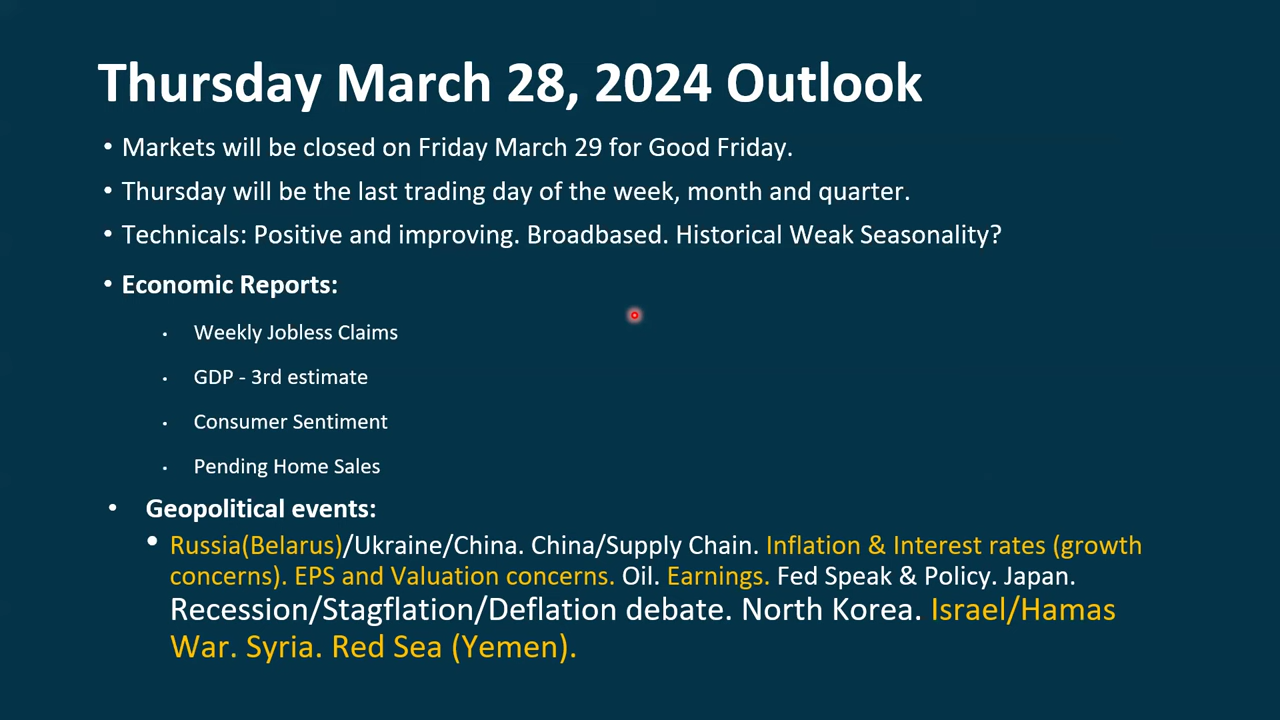 Thursday March 28, 2024 Outlook
• Markets will be closed on Friday March 29 for Good Friday.
• Thursday will be the last trading day of the week, month and quarter.
• Technicals: Positive and improving. Broadbased. Historical Weak Seasonality?
• Economic Reports:
• Weekly Jobless Claims
• GDP - 3rd estimate
• Consumer Sentiment
• Pending Home Sales
• Geopolitical events:
• Russia(Belarus)/Ukraine/China. China/Supply Chain. Inflation & Interest rates (growth
concerns). EPS and Valuation concerns. Oil. Earnings. Fed Speak & Policy. Japan.
Recession/Stagflation/Deflation debate. North Korea. Israel/Hamas
War. Syria. Red Sea (Yemen).